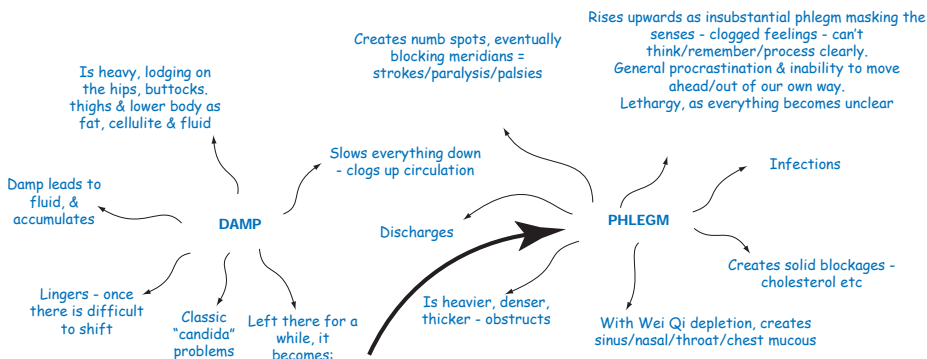 Rises upwards as insubstantial phlegm masking the
senses - clogged feelings - can't
think/remember/process clearly.
General procrastination & inability to move
ahead/out of our own way.
Lethargy, as everything becomes unclear
Creates numb spots, eventually
blocking meridians =
strokes/paralysis/palsies
Is heavy, lodging on
the hips, buttocks.
thighs & lower body as
fat, cellulite & fluid
Slows everything down
- clogs up circulation
Infections
Damp leads to
fluid, &
accumulates
DAMP
PHLEGM
Discharges
Creates solid blockages -
cholesterol etc
Lingers - once
there is difficult
to shift
Classic
"candida"
problems
Left there for a
while, it
becomes:
Is heavier, denser,
thicker - obstructs
With Wei Qi depletion, creates
sinus/nasal/throat/chest mucous